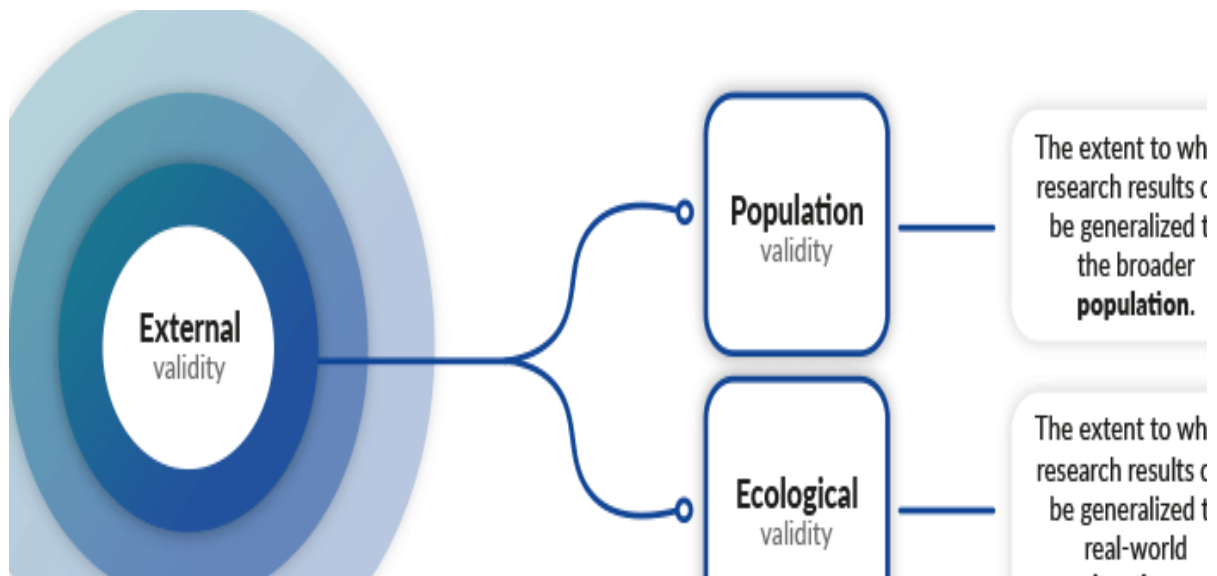 External
validity
Population
validity
The extent to wh
research results
be generalized
the broader
population.
Ecological
validity
The extent to wh
research results
be generalized
real-world